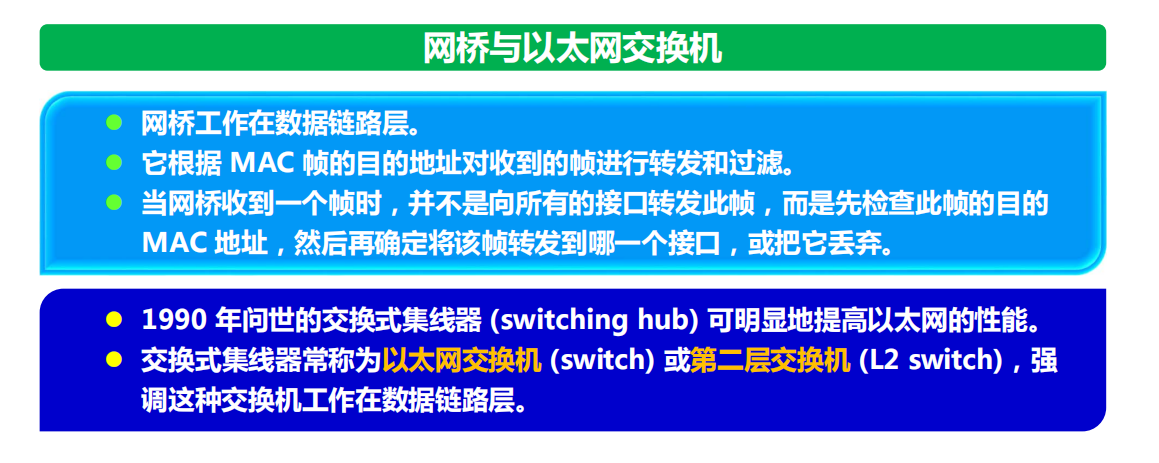 网桥与以太网交换机
网桥工作在数据链路层。
它根据 MAC 帧的目的地址对收到的帧进行转发和过滤。
当网桥收到一个帧时，并不是向所有的接口转发此帧，而是先检查此帧的目的
MAC 地址，然后再确定将该帧转发到哪一个接口，或把它丢弃。
1990 年问世的交换式集线器 (switching hub) 可明显地提高以太网的性能。
交换式集线器常称为以太网交换机 (switch) 或第二层交换机 (L2 switch)，强
调这种交换机工作在数据链路层。